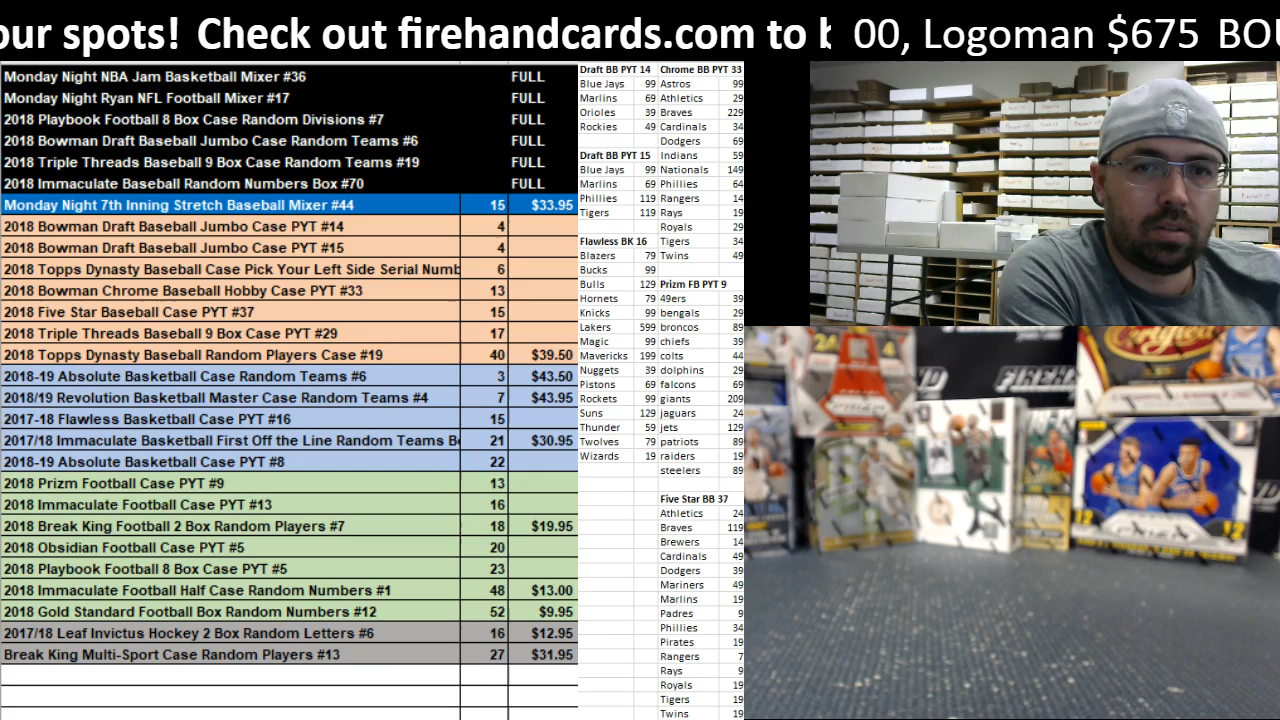 our spots! Check out firehandcards.com to b
00, Logoman $675 BOU
Monday Night NBA Jam Basketball Mixer #36 FULL
Monday Night Ryan NFL Football Mixer #17 FULL
2018 Playbook Football 8 Box Case Random Divisions #7 FULL
2018 Bowman Draft Baseball Jumbo Case Random Teams #6 FULL
2018 Triple Threads Baseball 9 Box Case Random Teams #19 FULL
2018 Immaculate Baseball Random Numbers Box #70 FULL
Monday Night 7th Inning Stretch Baseball Mixer #44 15 $33.95
2018 Bowman Draft Baseball Jumbo Case PYT #14 4
2018 Bowman Draft Baseball Jumbo Case PYT #15 4
2018 Topps Dynasty Baseball Case Pick Your Left Side Serial Numb 6
2018 Bowman Chrome Baseball Hobby Case PYT #33 13
2018 Five Star Baseball Case PYT #37 15
2018 Triple Threads Baseball 9 Box Case PYT #29 17
2018 Topps Dynasty Baseball Random Players Case #19 40 $39.50
2018-19 Absolute Basketball Case Random Teams #6 3 $43.50
2018/19 Revolution Basketball Master Case Random Teams #4 7 $43.95
2017-18 Flawless Basketball Case PYT #16 15
2017/18 Immaculate Basketball First Off the Line Random Teams Bo 21 $30.95
2018-19 Absolute Basketball Case PYT #8 22
2018 Prizm Football Case PYT #9 13
2018 Immaculate Football Case PYT #13 16
2018 Break King Football 2 Box Random Players #7 18 $19.95
2018 Obsidian Football Case PYT #5 20
2018 Playbook Football 8 Box Case PYT #5 23
2018 Immaculate Football Half Case Random Numbers #1 48 $13.00
2018 Gold Standard Football Box Random Numbers #12 52 $9.95
2017/18 Leaf Invictus Hockey 2 Box Random Letters #6 16 $12.95
Break King Multi-Sport Case Random Players #13 27 $31.95
Draft BB PYT 14
Blue Jays 99
Marlins 69
Orioles 39
Rockies 49
Draft BB PYT 15
Blue Jays 99
Marlins 69
Phillies 119
Tigers 119
Flawless BK 16
Blazers 79
Bucks 99
Bulls 129
Hornets 79
Knicks 99
Lakers 599
Magic 99
Mavericks 199
Nuggets 39
Pistons 69
Rockets 99
Suns 129
Thunder 59
Twolves 79
Wizards 19
Chrome BB PYT 33
Astros 99
Athletics 29
Braves 229
Cardinals 34
Dodgers 69
Indians 59
Nationals 149
Phillies 64
Rangers 14
Rays 19
Royals 29
Tigers 34
Twins 49
Prizm FB PYT 9
49ers 39
bengals 29
broncos 89
chiefs 39
colts 44
dolphins 29
falcons 69
giants 209
jaguars 24
jets 129
patriots 89
raiders 19
steelers 89
Five Star BB 37
Athletics 24
Braves 119
Brewers 14
Cardinals 49
Dodgers 39
Mariners 49
Marlins 19
Padres 9
Phillies 34
Pirates 19
Rangers 7
Rays 9
Royals 19
Tigers 19
Twins 19
Certified
FIREHAND
12
12